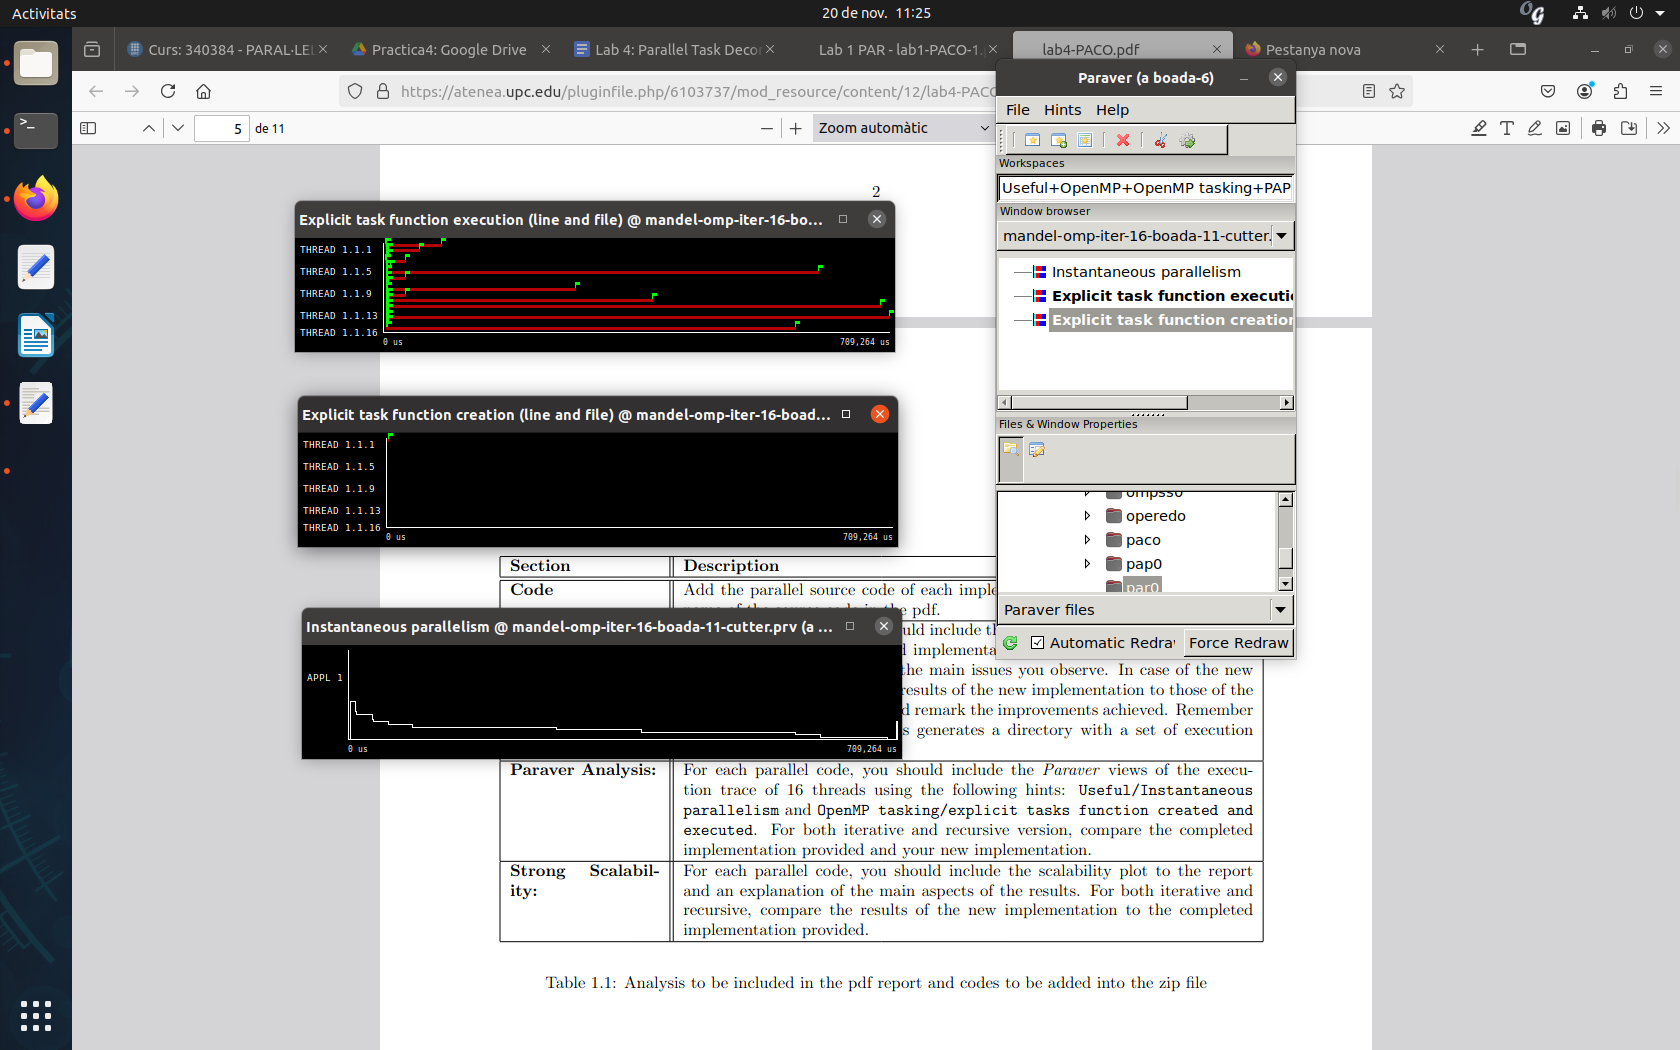 Activitats
20 de nov.  11:25
Curs: 340384 - PARAL·LEL
Practica4: Google Drive
Lab 4: Parallel Task Decor
Lab 1 PAR - lab1-PACO-1.
lab4-PACO.pdf
Pestanya nova
https://atenea.upc.edu/pluginfile.php/6103737/mod_resource/content/12/lab4-PACO
5
de 11
Zoom automàtic
2
Paraver (a boada-6)
File Hints Help
Workspaces
Useful+OpenMP+OpenMP tasking+PAP
Window browser
mandel-omp-iter-16-boada-11-cutter.
Instantaneous parallelism
Explicit task function executi
Explicit task function creation
Files & Window Properties
ompss0
operedo
paco
pap0
par0
Paraver files
Automatic Redra
Force Redraw
Explicit task function execution (line and file) @ mandel-omp-iter-16-bo...
THREAD 1.1.1
THREAD 1.1.5
THREAD 1.1.9
THREAD 1.1.13
THREAD 1.1.16
0 us
709,264 us
Explicit task function creation (line and file) @ mandel-omp-iter-16-boad...
THREAD 1.1.1
THREAD 1.1.5
THREAD 1.1.9
THREAD 1.1.13
THREAD 1.1.16
0 us
709,264 us
Section
Description
Code
Add the parallel source code of each imple
e pdf.
Instantaneous parallelism @ mandel-omp-iter-16-boada-11-cutter.prv (a ...
APPL 1
0 us
709,264 us
uld include th
d implementa
the main issues you observe. In case of the new
results of the new implementation to those of the
d remark the improvements achieved. Remember
s generates a directory with a set of execution
Paraver Analysis:
For each parallel code, you should include the Paraver views of the execu-
tion trace of 16 threads using the following hints: Useful/Instantaneous
parallelism and OpenMP tasking/explicit tasks function created and
executed. For both iterative and recursive version, compare the completed
implementation provided and your new implementation.
Strong Scalabil-
ity:
For each parallel code, you should include the scalability plot to the report
and an explanation of the main aspects of the results. For both iterative and
recursive, compare the results of the new implementation to the completed
implementation provided.
Table 1.1: Analysis to be included in the pdf report and codes to be added into the zip file